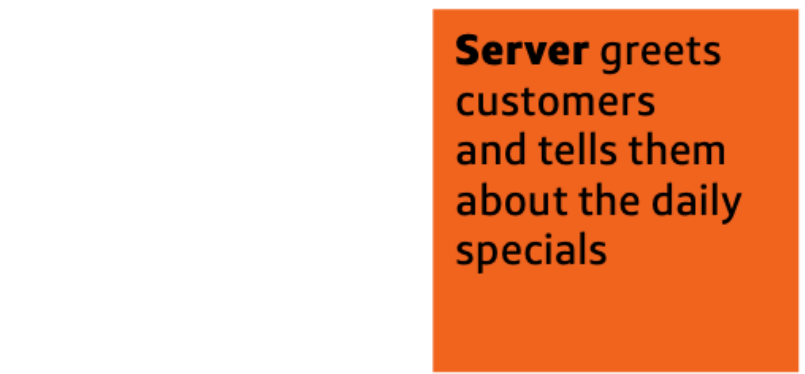 Server greets
customers
and tells them
about the daily
specials